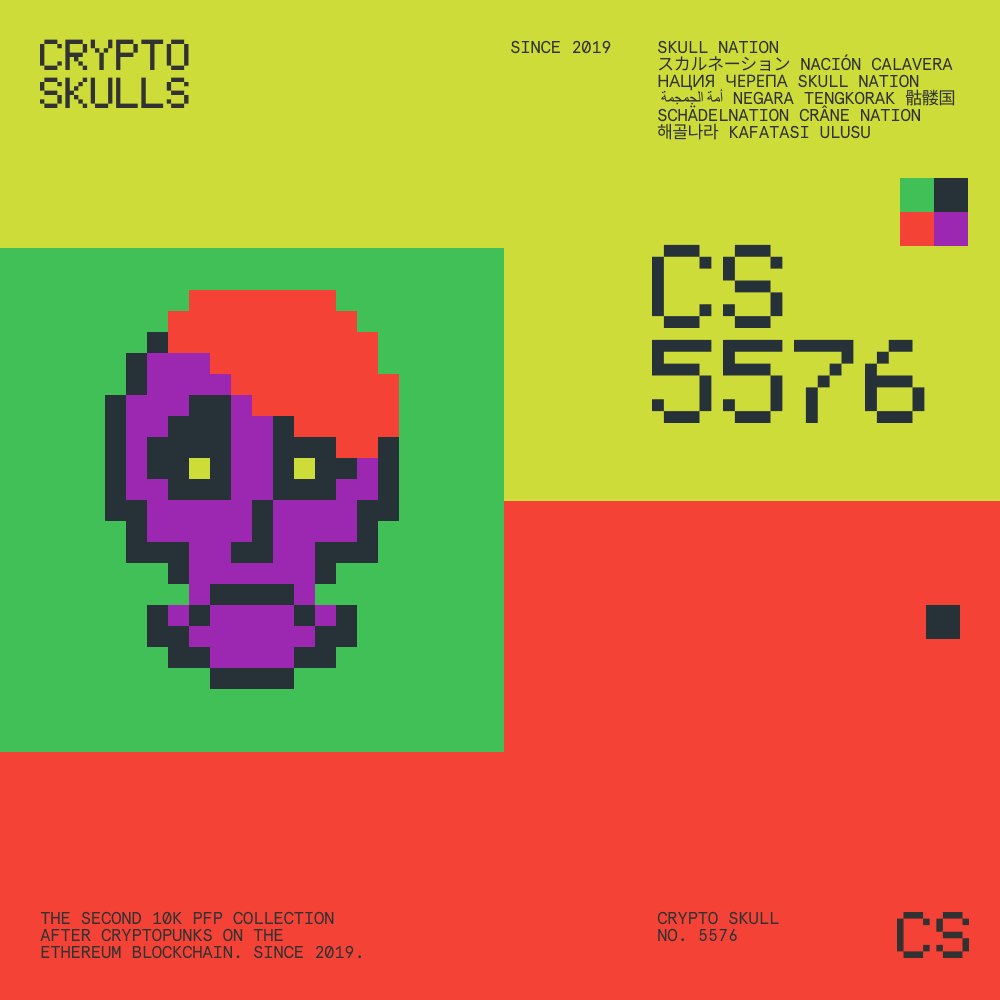 CRYPTO
SKULLS
SINCE 2019
SKULL NATION
スカルネーション NACIÓN CALAVERA
НАЦИЯ ЧЕРЕПА SKULL NATION
أمة الجمجمة NEGARA TENGKORAK 骷髅国
SCHÄDELNATION CRÂNE NATION
해골나라 KAFATASI ULUSU
CS
5576
THE SECOND 10K PFP COLLECTION
AFTER CRYPTOPUNKS ON THE
ETHEREUM BLOCKCHAIN. SINCE 2019.
CRYPTO SKULL
NO. 5576
CS